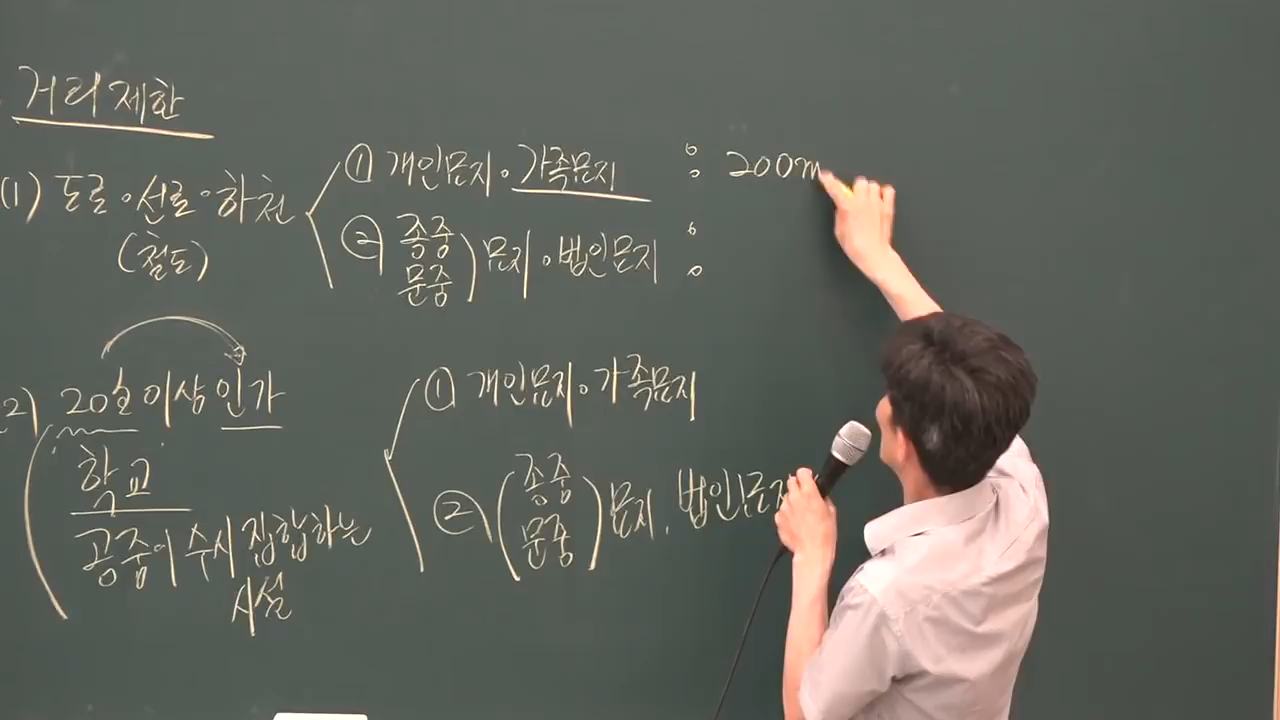 거리제한
(1) 도로·선로·하천
(철도)
① 개인묘지·가족묘지 : 200m
② 종중 문중) 묘지·법인묘지 :
2) 20호이상 인가
학교
공중이 수시 집합하는
시설
① 개인묘지·가족묘지
② (종중 문중) 묘지, 법인묘지